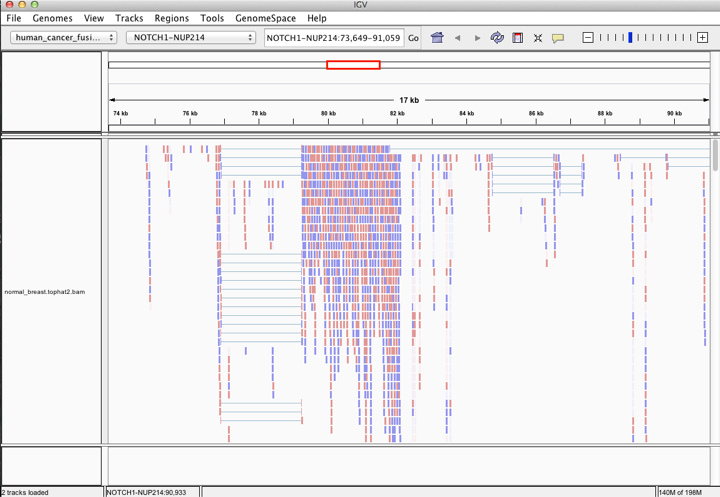 IGV
File Genomes View Tracks Regions Tools GenomeSpace Help
human_cancer_fusi... NOTCH1-NUP214 NOTCH1-NUP214:73,649-91,059 Go
17 kb
74 kb 76 kb 78 kb 80 kb 82 kb 84 kb 86 kb 88 kb 90 kb
normal_breast.tophat2.bam
2 tracks loaded NOTCH1-NUP214:90,933 140M of 198M